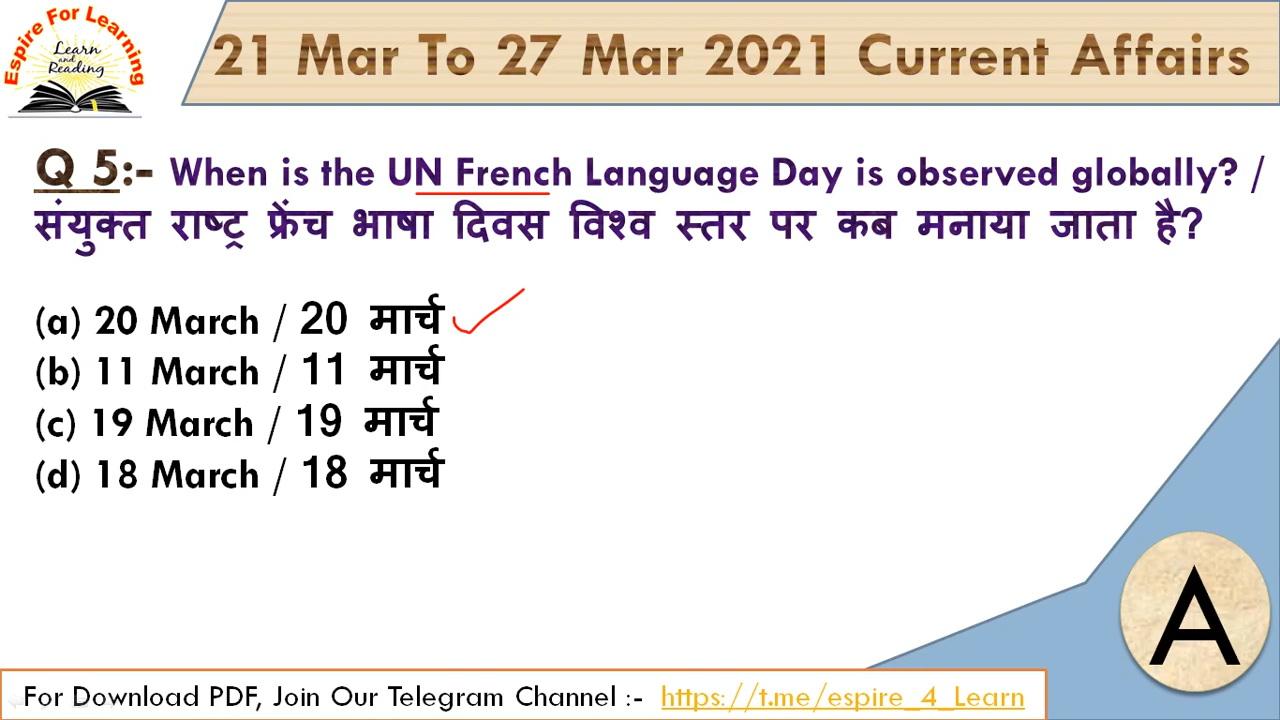 Espire For Learning
Learn
and
Reading
21 Mar To 27 Mar 2021 Current Affairs
Q 5:- When is the UN French Language Day is observed globally? /
संयुक्त राष्ट्र फ्रेंच भाषा दिवस विश्व स्तर पर कब मनाया जाता है?
(a) 20 March / 20 मार्च
(b) 11 March / 11 मार्च
(c) 19 March / 19 मार्च
(d) 18 March / 18 मार्च
A
For Download PDF, Join Our Telegram Channel :- https://t.me/espire_4_Learn